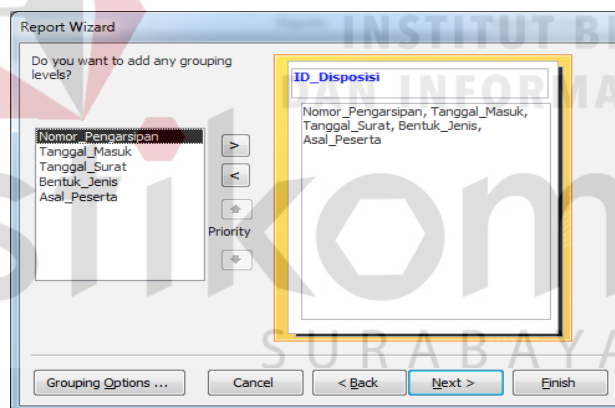 Report Wizard
Do you want to add any grouping
levels?
Nomor_Pengarsipan
Tanggal_Masuk
Tanggal_Surat
Bentuk_Jenis
Asal_Peserta
>
<
Priority
ID_Disposisi
Nomor_Pengarsipan, Tanggal_Masuk,
Tanggal_Surat, Bentuk_Jenis,
Asal_Peserta
Grouping Options ...
Cancel
< Back
Next >
Finish
INSTITUT BI
DAN INFORMA
SURABAYA